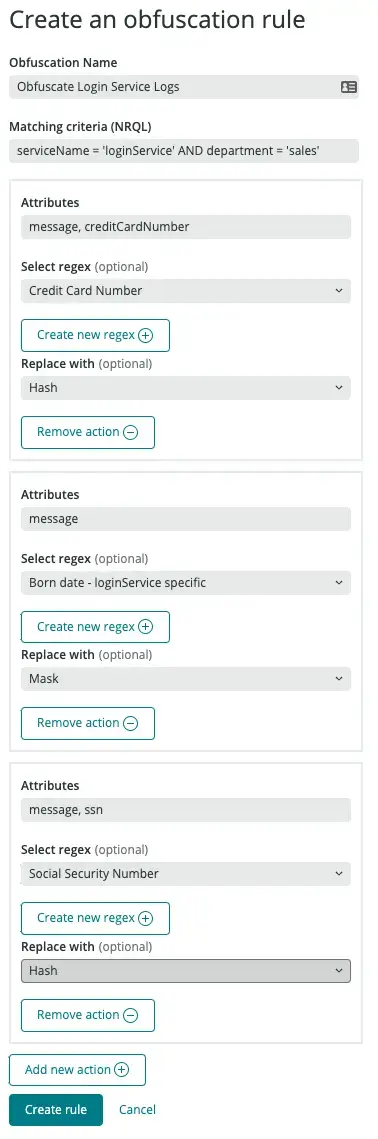 Create an obfuscation rule
Obfuscation Name
Obfuscate Login Service Logs
Matching criteria (NRQL)
serviceName = 'loginService' AND department = 'sales'
Attributes
message, creditCardNumber
Select regex (optional)
Credit Card Number
Create new regex
Replace with (optional)
Hash
Remove action
Attributes
message
Select regex (optional)
Born date - loginService specific
Create new regex
Replace with (optional)
Mask
Remove action
Attributes
message, ssn
Select regex (optional)
Social Security Number
Create new regex
Replace with (optional)
Hash
Remove action
Add new action
Create rule Cancel